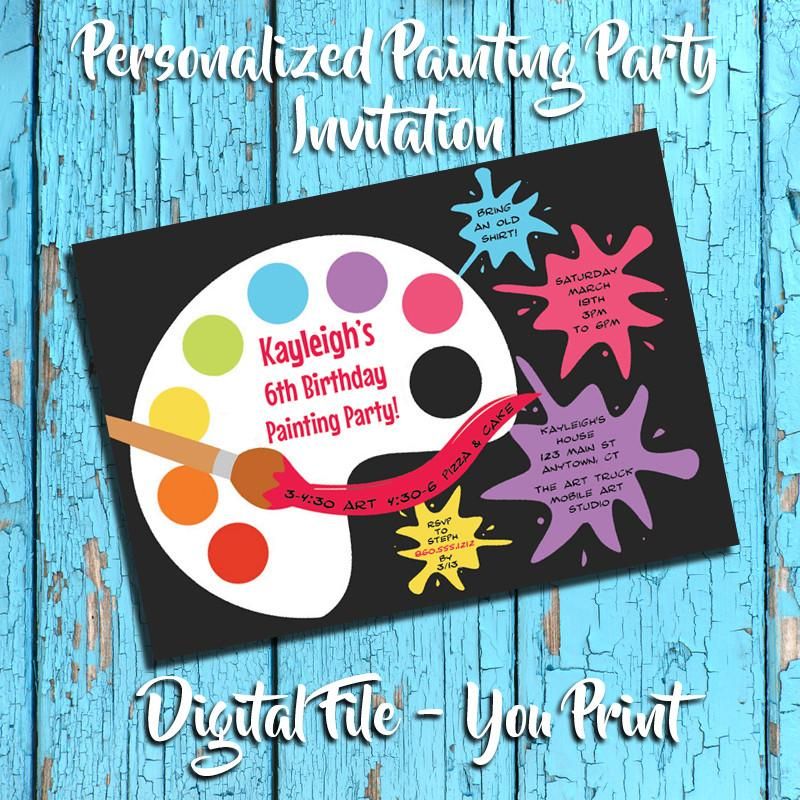 Personalized Painting Party
Invitation
BRING
AN OLD
SHIRT!
SATURDAY
MARCH
18TH
3PM
TO 6PM
Kayleigh's
6th Birthday
Painting Party!
3-4:30 ART 4:30-6 PIZZA & CAKE
KAYLEIGH'S
HOUSE
123 MAIN ST
ANYTOWN, CT
THE ART TRUCK
MOBILE ART
STUDIO
RSVP
TO
STEPH
860.555.1212
BY
3/13
Digital File - You Print